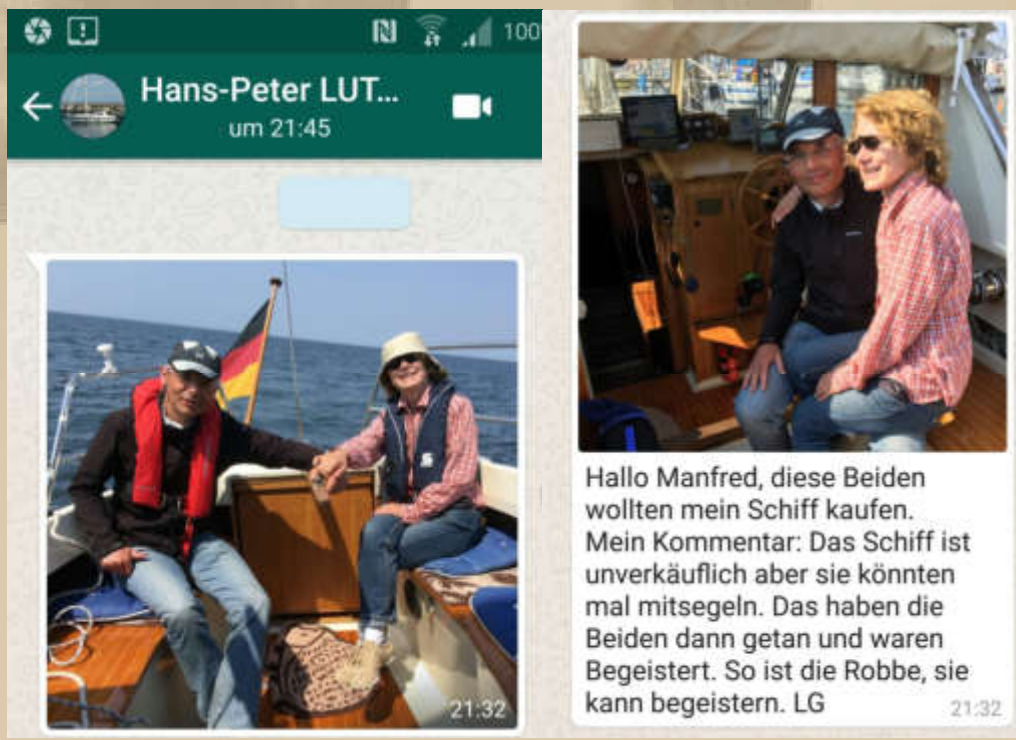 100
Hans-Peter LUT...
um 21:45
21:32
Hallo Manfred, diese Beiden
wollten mein Schiff kaufen.
Mein Kommentar: Das Schiff ist
unverkäuflich aber sie könnten
mal mitsegeln. Das haben die
Beiden dann getan und waren
Begeistert. So ist die Robbe, sie
kann begeistern. LG
21:32